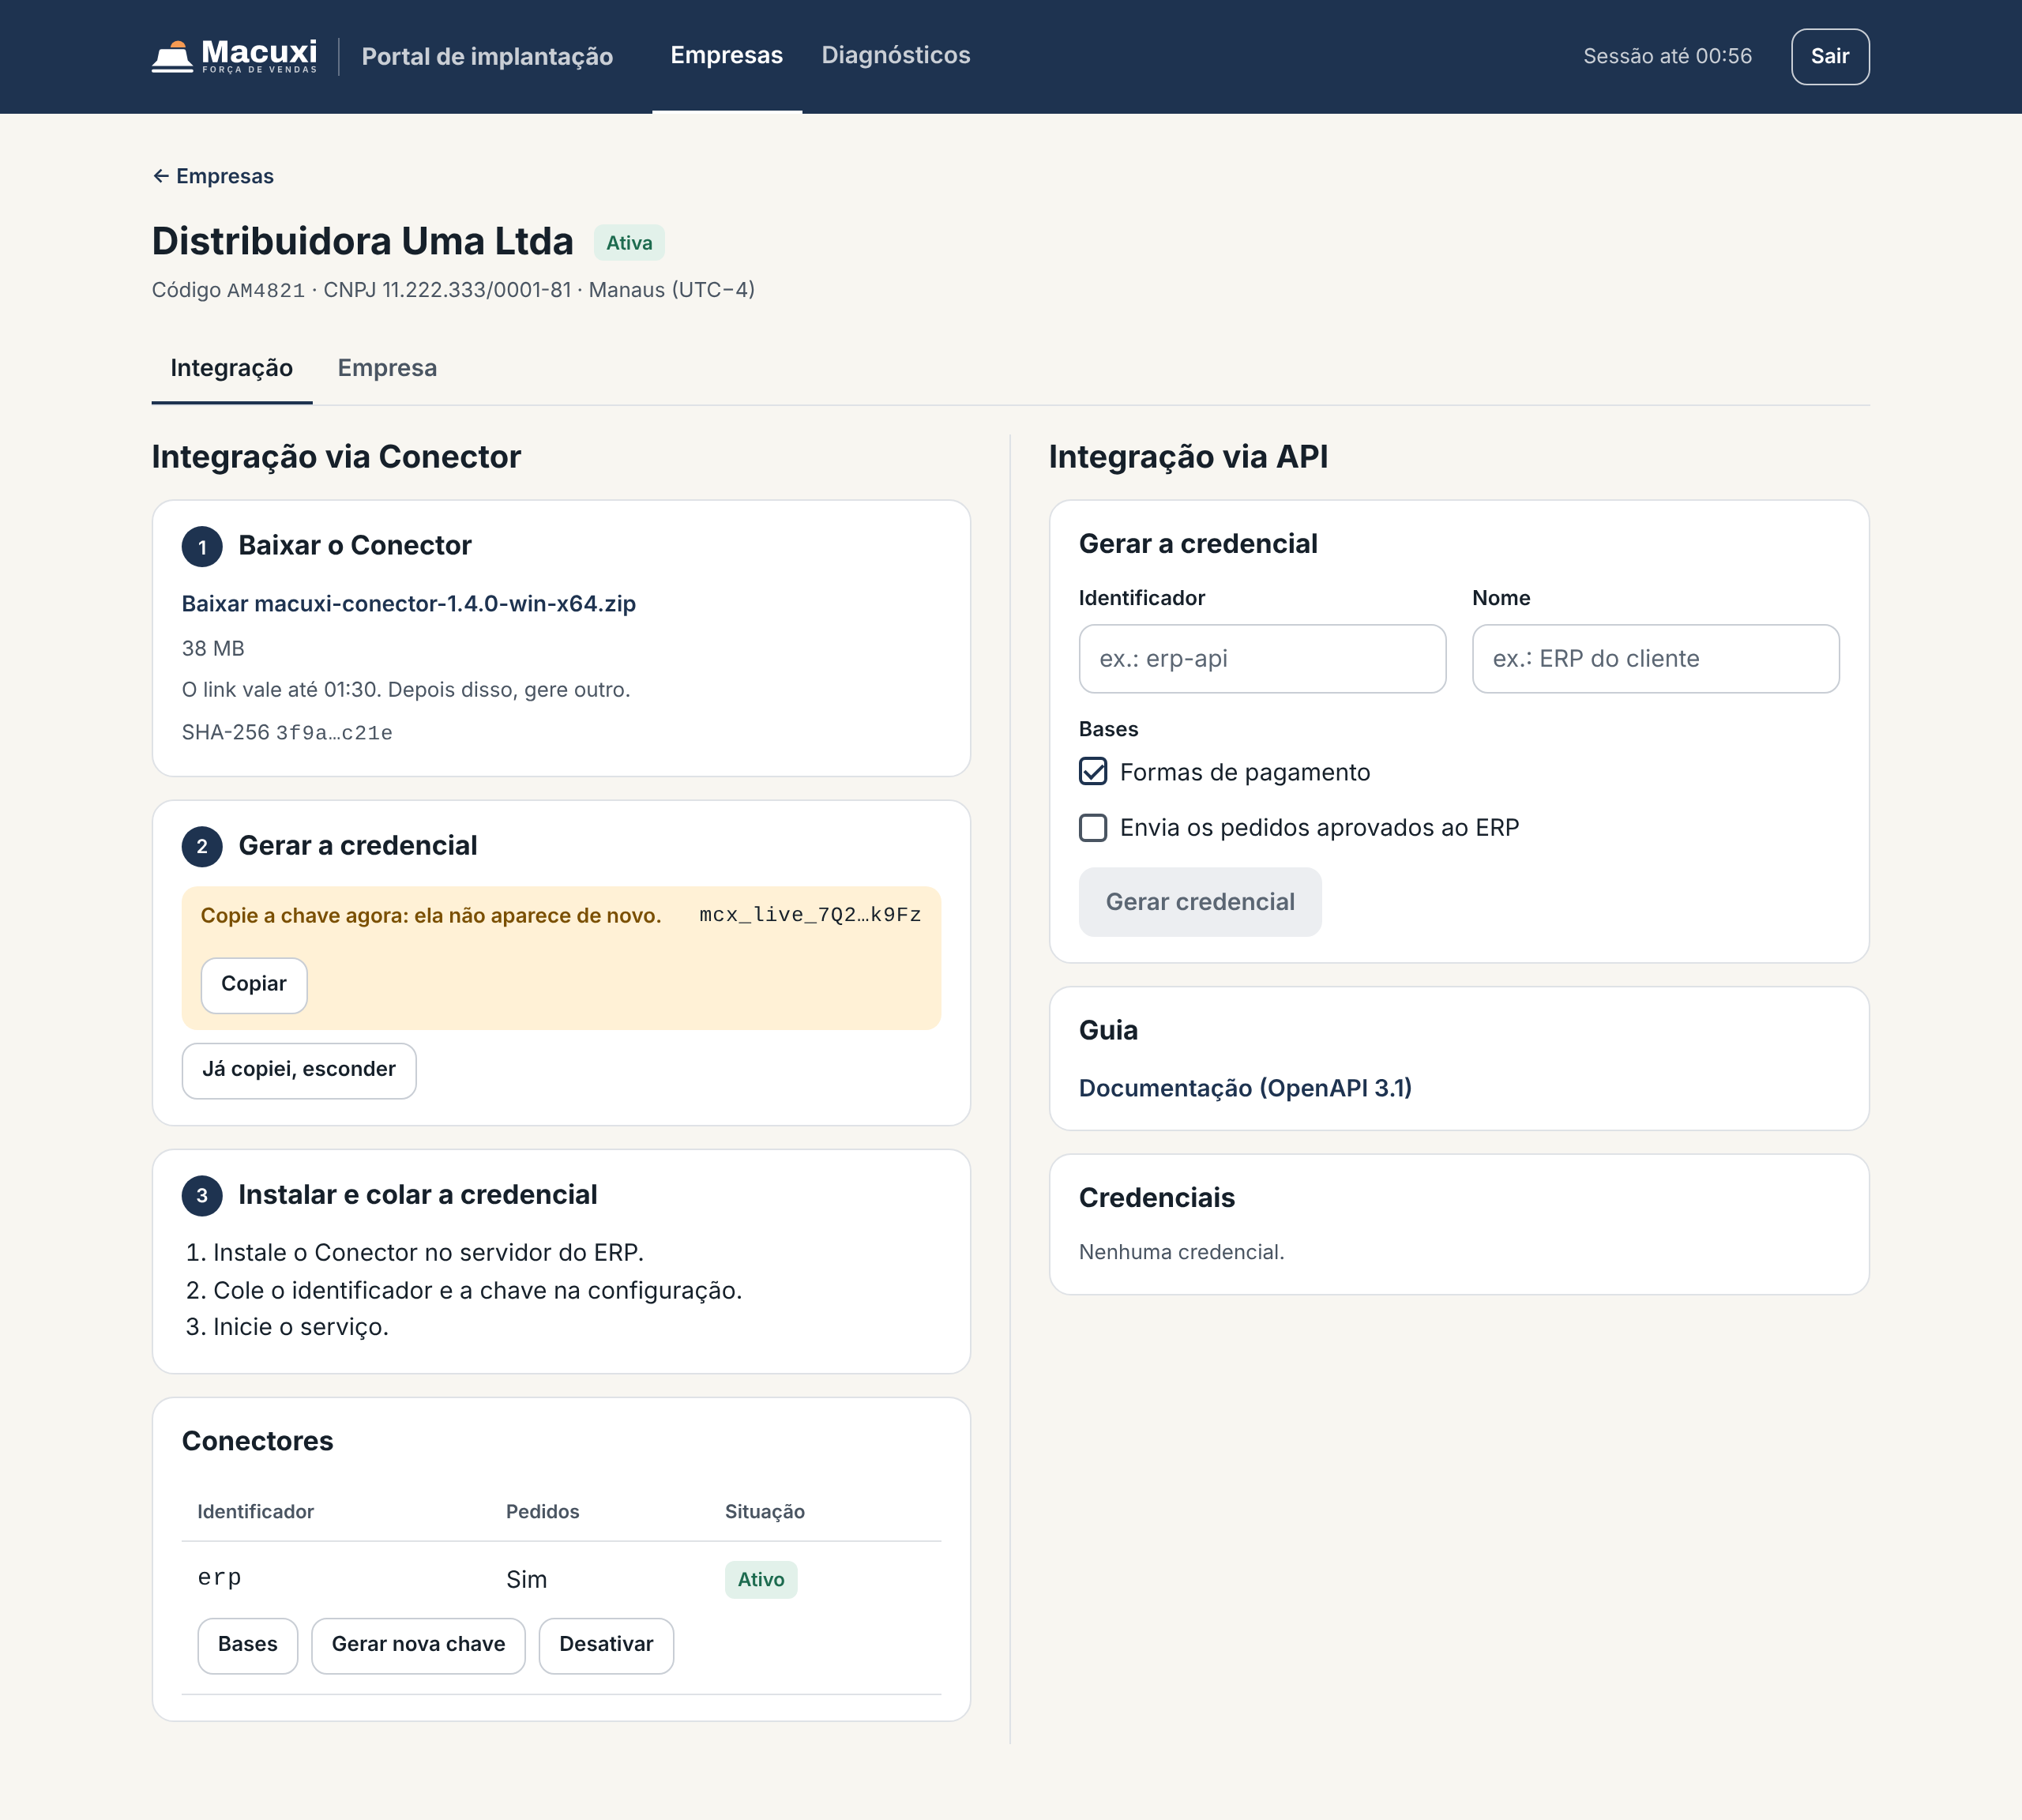 Macuxi
FORÇA DE VENDAS
Portal de implantação
Empresas
Diagnósticos
Sessão até 00:56
Sair
← Empresas
Distribuidora Uma Ltda
Ativa
Código AM4821 · CNPJ 11.222.333/0001-81 · Manaus (UTC−4)
Integração
Empresa
Integração via Conector
1 Baixar o Conector
Baixar macuxi-conector-1.4.0-win-x64.zip
38 MB
O link vale até 01:30. Depois disso, gere outro.
SHA-256 3f9a…c21e
2 Gerar a credencial
Copie a chave agora: ela não aparece de novo.
mcx_live_7Q2…k9Fz
Copiar
Já copiei, esconder
3 Instalar e colar a credencial
1. Instale o Conector no servidor do ERP.
2. Cole o identificador e a chave na configuração.
3. Inicie o serviço.
Conectores
Identificador Pedidos Situação
erp Sim Ativo
Bases Gerar nova chave Desativar
Integração via API
Gerar a credencial
Identificador Nome
ex.: erp-api ex.: ERP do cliente
Bases
Formas de pagamento
Envia os pedidos aprovados ao ERP
Gerar credencial
Guia
Documentação (OpenAPI 3.1)
Credenciais
Nenhuma credencial.